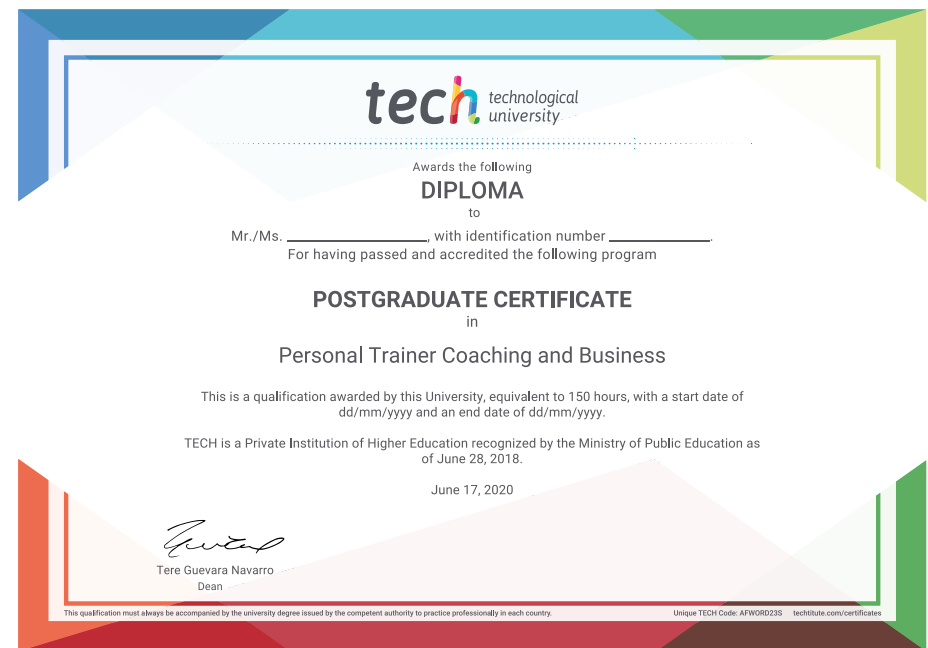 tech technological
university
Awards the following
DIPLOMA
to
Mr./Ms. ____________________, with identification number ______________.
For having passed and accredited the following program
POSTGRADUATE CERTIFICATE
in
Personal Trainer Coaching and Business
This is a qualification awarded by this University, equivalent to 150 hours, with a start date of
dd/mm/yyyy and an end date of dd/mm/yyyy.
TECH is a Private Institution of Higher Education recognized by the Ministry of Public Education as
of June 28, 2018.
June 17, 2020
Tere Guevara Navarro
Dean
This qualification must always be accompanied by the university degree issued by the competent authority to practice professionally in each country.
Unique TECH Code: AFWORD23S techtitute.com/certificates